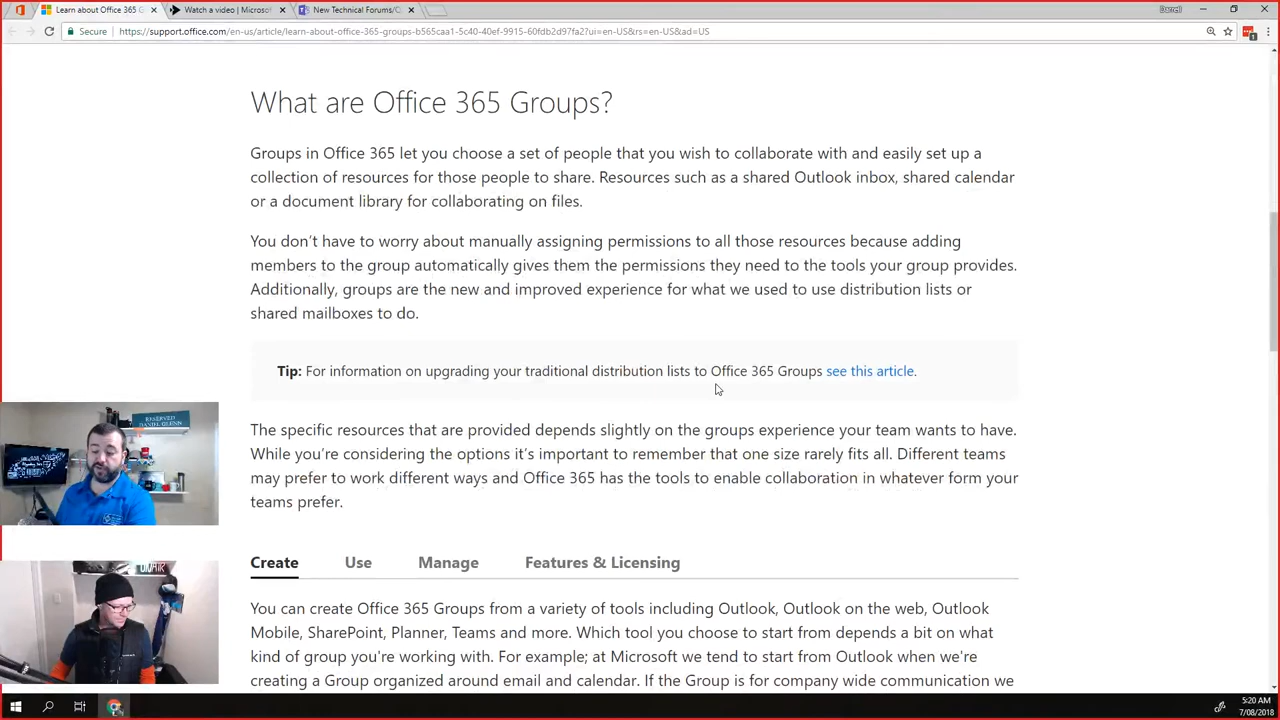 Learn about Office 365 G
Watch a video | Microsof
New Technical Forums/C
Secure
https://support.office.com/en-us/article/learn-about-office-365-groups-b565caa1-5c40-40ef-9915-60fdb2d97fa2?ui=en-US&rs=en-US&ad=US
What are Office 365 Groups?
Groups in Office 365 let you choose a set of people that you wish to collaborate with and easily set up a
collection of resources for those people to share. Resources such as a shared Outlook inbox, shared calendar
or a document library for collaborating on files.
You don't have to worry about manually assigning permissions to all those resources because adding
members to the group automatically gives them the permissions they need to the tools your group provides.
Additionally, groups are the new and improved experience for what we used to use distribution lists or
shared mailboxes to do.
Tip: For information on upgrading your traditional distribution lists to Office 365 Groups see this article.
The specific resources that are provided depends slightly on the groups experience your team wants to have.
While you're considering the options it's important to remember that one size rarely fits all. Different teams
may prefer to work different ways and Office 365 has the tools to enable collaboration in whatever form your
teams prefer.
RESERVED
DANIEL GLENN
Create Use Manage Features & Licensing
You can create Office 365 Groups from a variety of tools including Outlook, Outlook on the web, Outlook
Mobile, SharePoint, Planner, Teams and more. Which tool you choose to start from depends a bit on what
kind of group you're working with. For example; at Microsoft we tend to start from Outlook when we're
creating a Group organized around email and calendar. If the Group is for company wide communication we
5:20 AM
7/08/2018